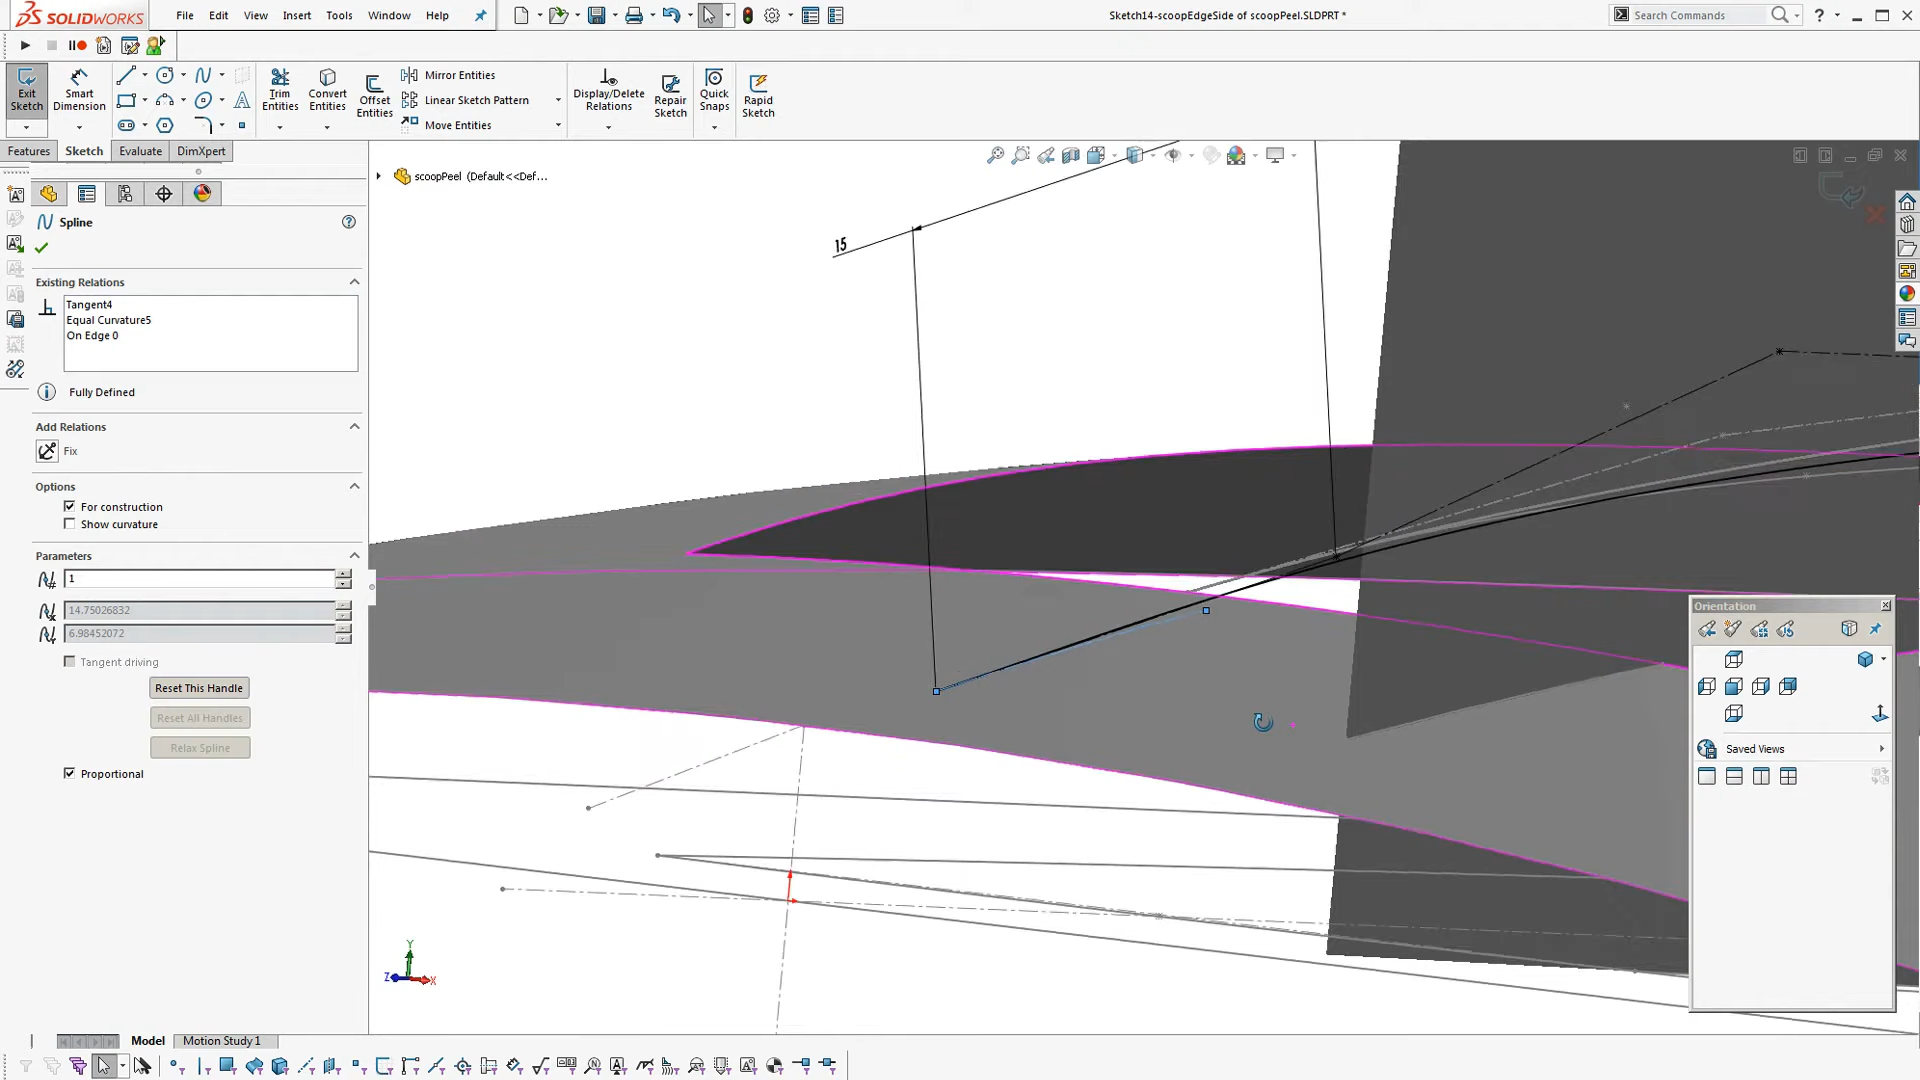 SOLIDWORKS
File Edit View Insert Tools Window Help
Sketch14-scoopEdgeSide of scoopPeel.SLDPRT *
Search Commands
Exit Sketch
Smart Dimension
Trim Entities
Convert Entities
Offset Entities
Mirror Entities
Linear Sketch Pattern
Move Entities
Display/Delete Relations
Repair Sketch
Quick Snaps
Rapid Sketch
Features Sketch Evaluate DimXpert
scoopPeel (Default<<Def...
Spline
Existing Relations
Tangent4
Equal Curvature5
On Edge 0
Fully Defined
Add Relations
Fix
Options
For construction
Show curvature
Parameters
1
14.75026832
6.98452072
Tangent driving
Reset This Handle
Reset All Handles
Relax Spline
Proportional
15
Orientation
Saved Views
Y
Z X
Model Motion Study 1